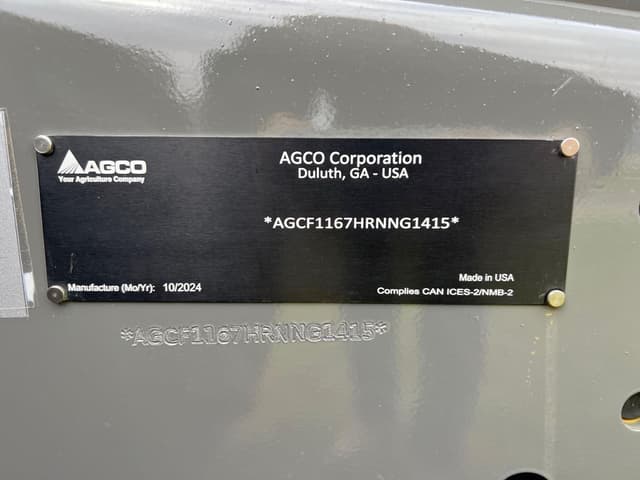 AGCO
Your Agriculture Company
AGCO Corporation
Duluth, GA - USA
*AGCF1167HRNNG1415*
Made in USA
Manufacture (Mo/Yr): 10/2024
Complies CAN ICES-2/NMB-2
*AGCF1167HRNNG1415*